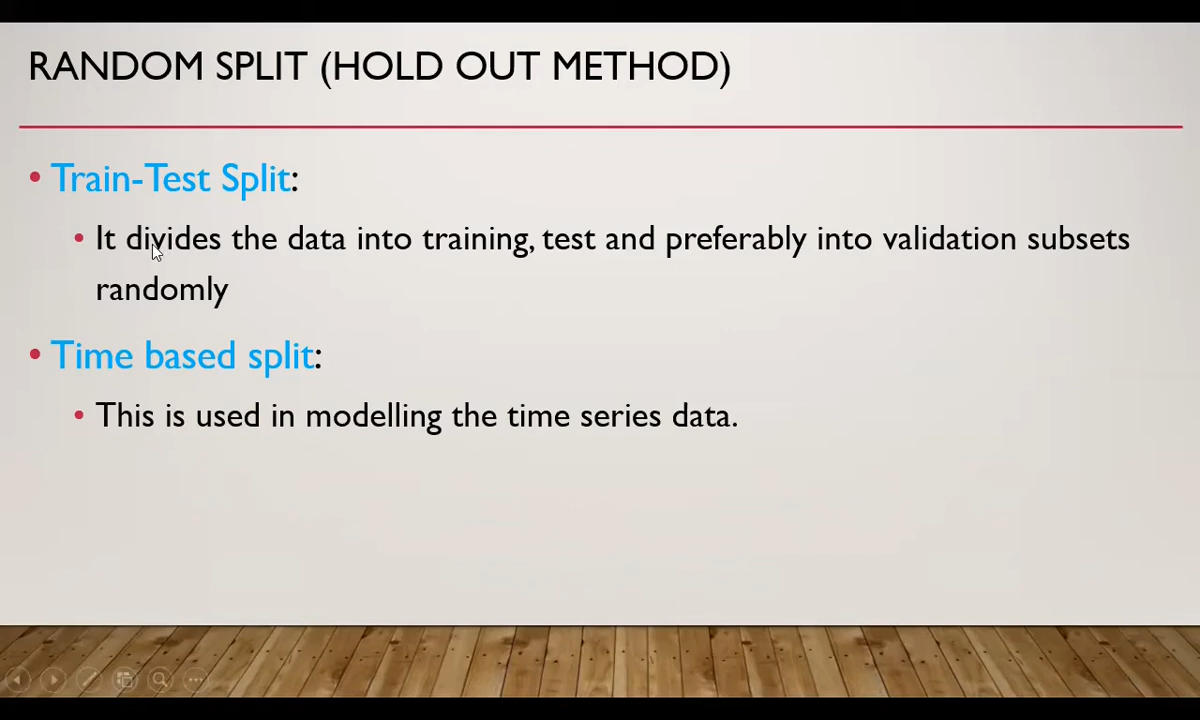 RANDOM SPLIT (HOLD OUT METHOD)
• Train-Test Split:
• It divides the data into training, test and preferably into validation subsets
randomly
• Time based split:
• This is used in modelling the time series data.